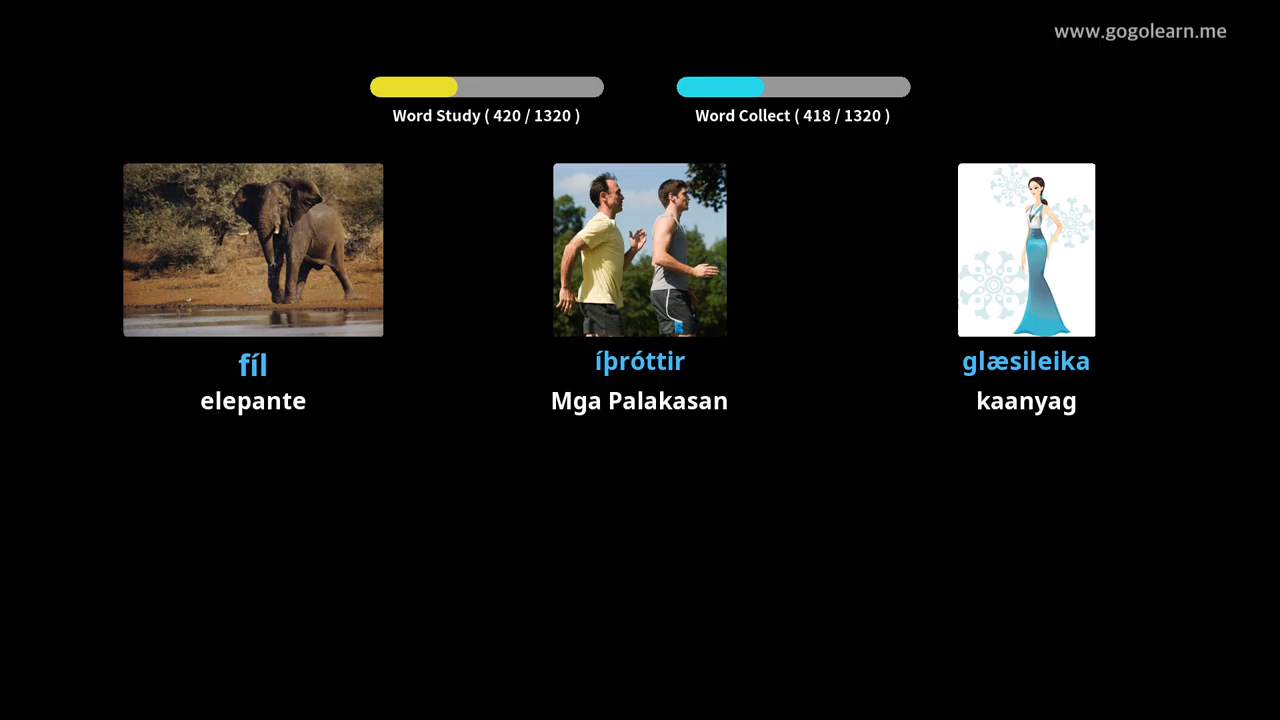 www.gogolearn.me
Word Study ( 420 / 1320 )
Word Collect ( 418 / 1320 )
fíl
elepante
íþróttir
Mga Palakasan
glæsileika
kaanyag